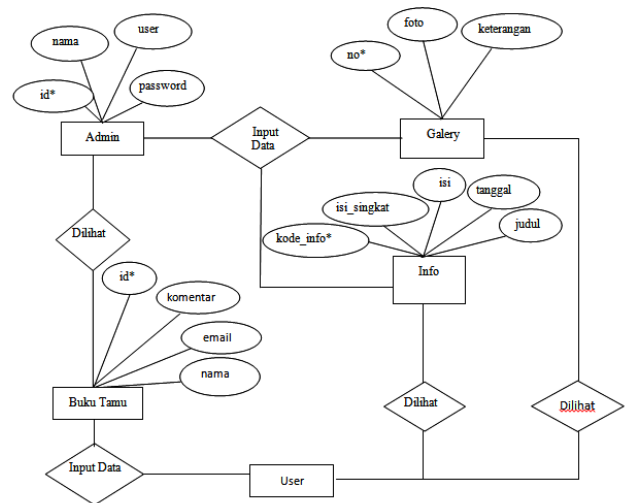 foto
user
keterangan
nama
no*
password
id*
Admin
Input
Data
Galery
isi
tanggal
isi_singkat
judul
kode_info*
Dilihat
Info
id*
komentar
email
nama
Buku Tamu
Dilihat
Dilihat
Input Data
User